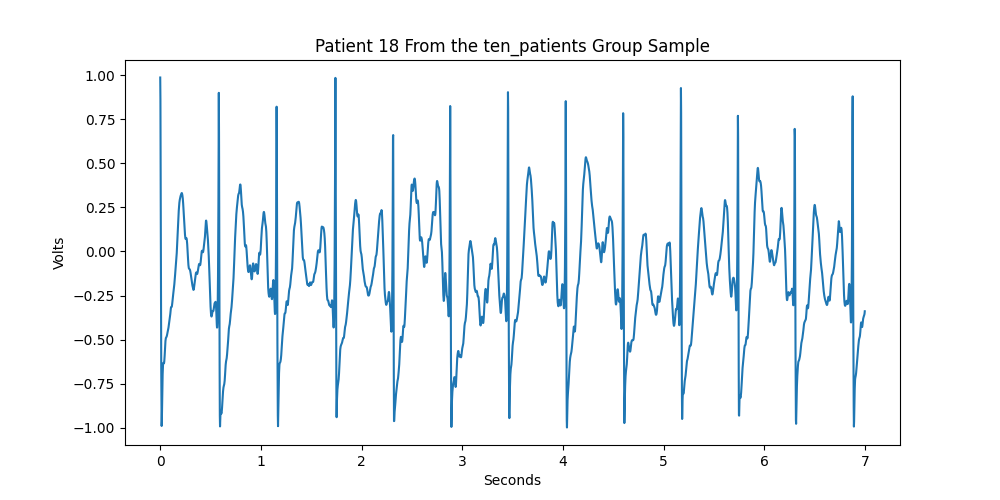 Patient 18 From the ten_patients Group Sample
1.00
0.75
0.50
0.25
0.00
−0.25
−0.50
−0.75
−1.00
Volts
0 1 2 3 4 5 6 7
Seconds